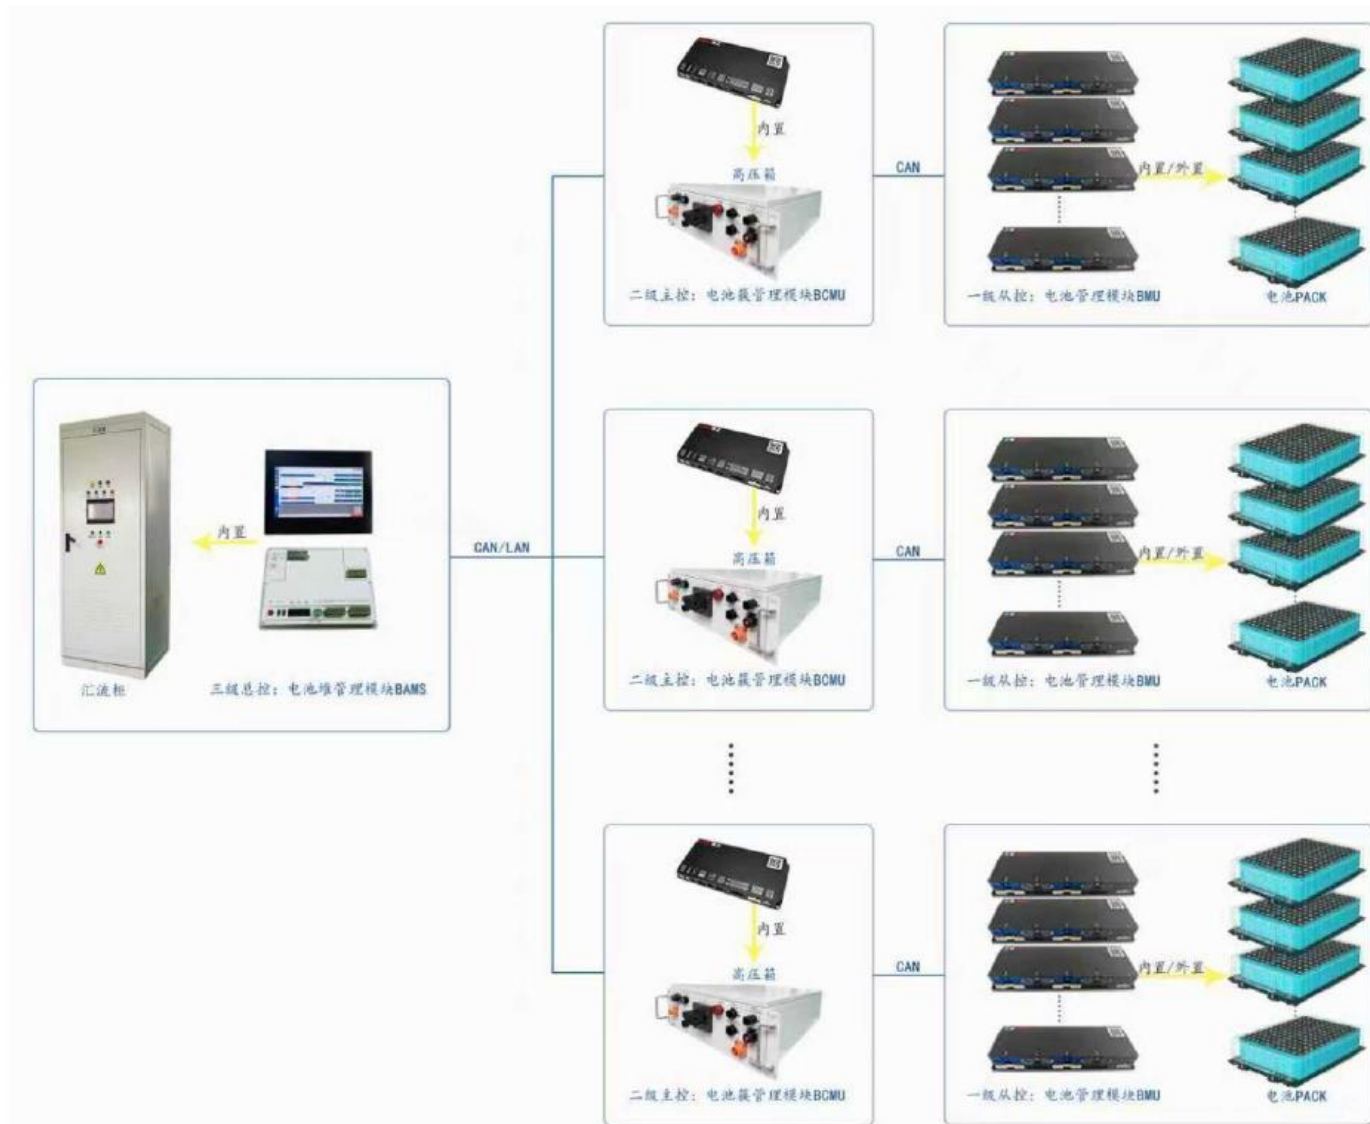 内置
高压箱
二级主控：电池簇管理模块BCMU
CAN
内置/外置
一级从控：电池管理模块BMU
电池PACK
内置
汇流柜
三级总控：电池堆管理模块BAMS
CAN/LAN
内置
高压箱
二级主控：电池簇管理模块BCMU
CAN
内置/外置
一级从控：电池管理模块BMU
电池PACK
内置
高压箱
二级主控：电池簇管理模块BCMU
CAN
内置/外置
一级从控：电池管理模块BMU
电池PACK